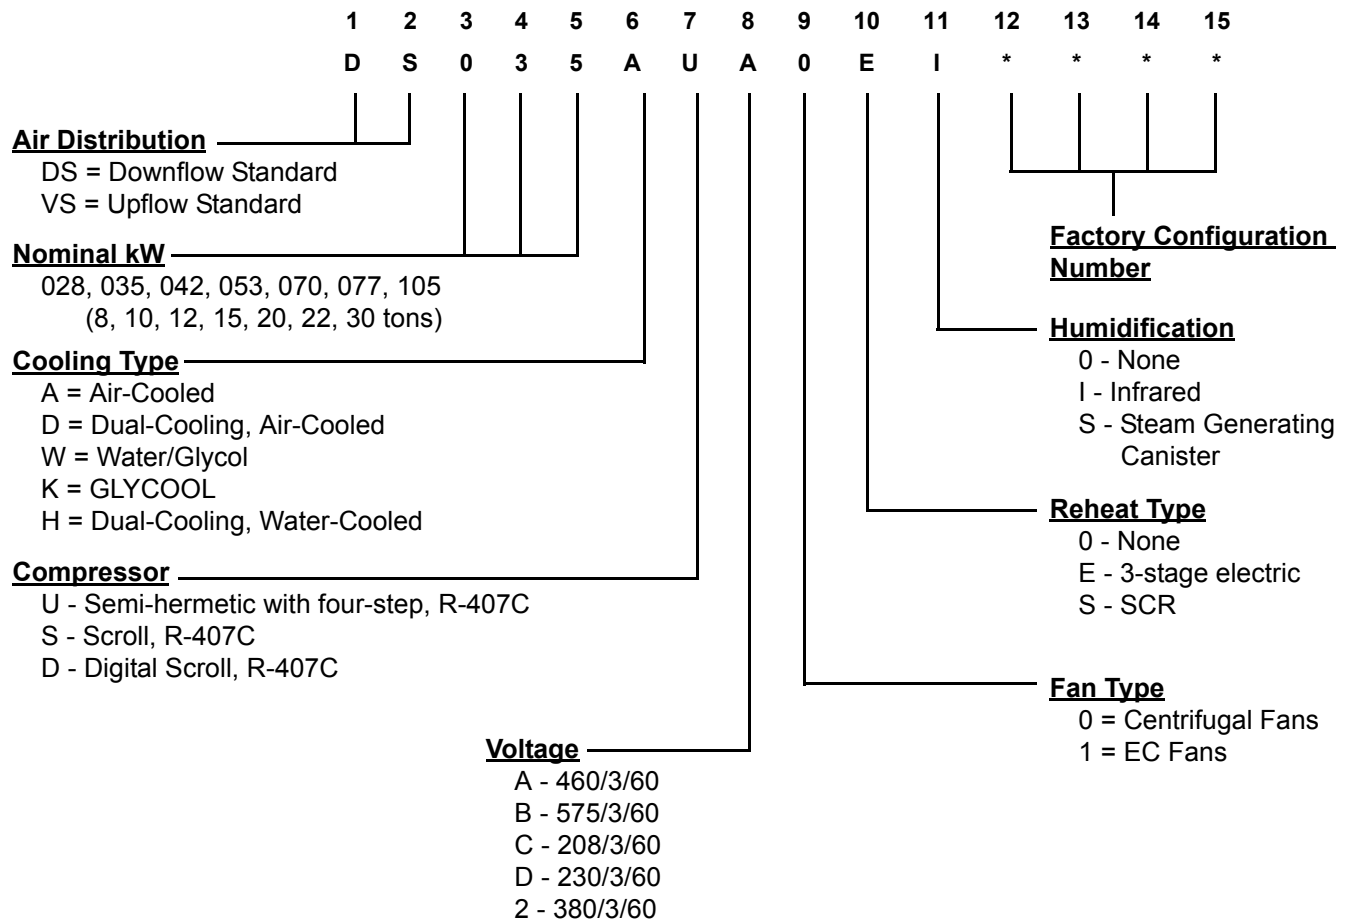 1 2 3 4 5 6 7 8 9 10 11 12 13 14 15
D S 0 3 5 A U A 0 E I * * * *
Air Distribution
DS = Downflow Standard
VS = Upflow Standard
Nominal kW
028, 035, 042, 053, 070, 077, 105
(8, 10, 12, 15, 20, 22, 30 tons)
Cooling Type
A = Air-Cooled
D = Dual-Cooling, Air-Cooled
W = Water/Glycol
K = GLYCOOL
H = Dual-Cooling, Water-Cooled
Compressor
U - Semi-hermetic with four-step, R-407C
S - Scroll, R-407C
D - Digital Scroll, R-407C
Voltage
A - 460/3/60
B - 575/3/60
C - 208/3/60
D - 230/3/60
2 - 380/3/60
Factory Configuration
Number
Humidification
0 - None
I - Infrared
S - Steam Generating
Canister
Reheat Type
0 - None
E - 3-stage electric
S - SCR
Fan Type
0 = Centrifugal Fans
1 = EC Fans